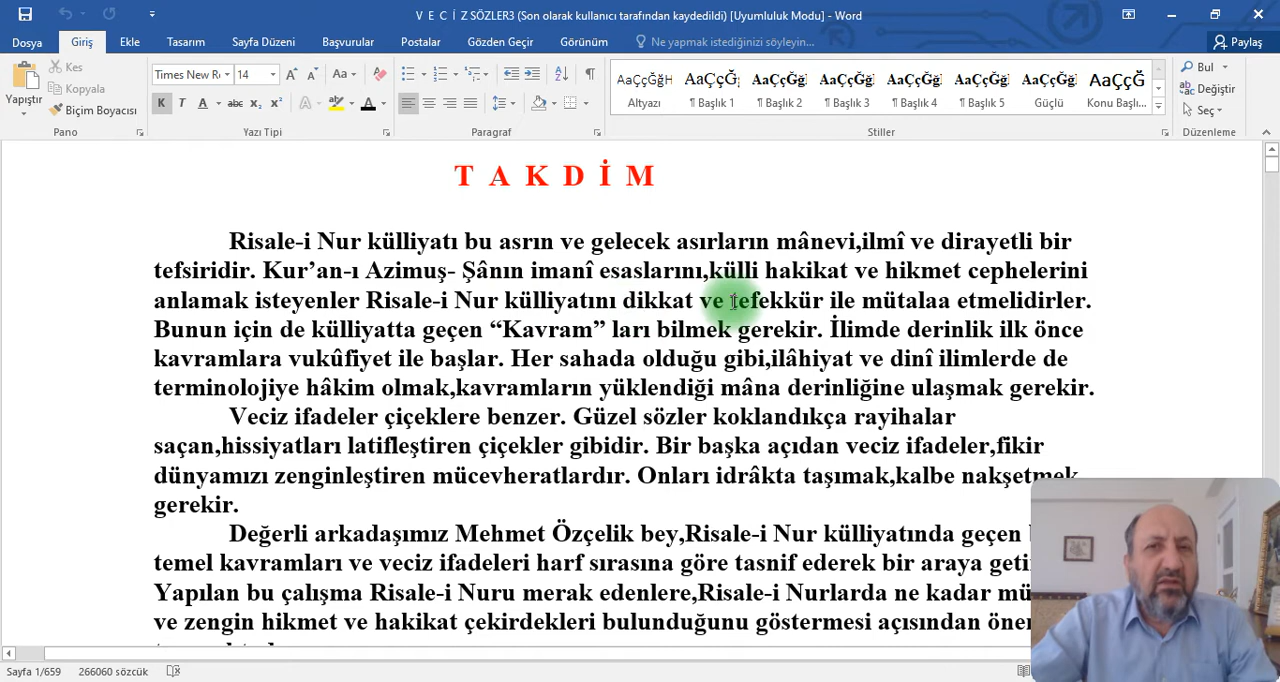 V E C İ Z SÖZLER3 (Son olarak kullanıcı tarafından kaydedildi) [Uyumluluk Modu] - Word
Dosya Giriş Ekle Tasarım Sayfa Düzeni Başvurular Postalar Gözden Geçir Görünüm Ne yapmak istediğinizi söyleyin... Paylaş
Yapıştır
Kes
Kopyala
Biçim Boyacısı
Pano
Times New Ro 14
Yazı Tipi
Paragraf
AaÇçĞğH AaÇçĞ AaÇçĞğ AaÇçĞğ AaÇçĞğ AaÇçĞğ AaÇçĞğ AaÇçĞ
Altyazı ¶ Başlık 1 ¶ Başlık 2 ¶ Başlık 3 ¶ Başlık 4 ¶ Başlık 5 Güçlü Konu Başlı...
Stiller
Bul
Değiştir
Seç
Düzenleme
T A K D İ M
Risale-i Nur külliyatı bu asrın ve gelecek asırların mânevi,ilmî ve dirayetli bir
tefsiridir. Kur’an-ı Azimuş- Şânın imanî esaslarını,külli hakikat ve hikmet cephelerini
anlamak isteyenler Risale-i Nur külliyatını dikkat ve tefekkür ile mütalaa etmelidirler.
Bunun için de külliyatta geçen “Kavram” ları bilmek gerekir. İlimde derinlik ilk önce
kavramlara vukûfiyet ile başlar. Her sahada olduğu gibi,ilâhiyat ve dinî ilimlerde de
terminolojiye hâkim olmak,kavramların yüklendiği mâna derinliğine ulaşmak gerekir.
Veciz ifadeler çiçeklere benzer. Güzel sözler koklandıkça rayihalar
saçan,hissiyatları latifleştiren çiçekler gibidir. Bir başka açıdan veciz ifadeler,fikir
dünyamızı zenginleştiren mücevheratlardır. Onları idrâkta taşımak,kalbe nakşetmek
gerekir.
Değerli arkadaşımız Mehmet Özçelik bey,Risale-i Nur külliyatında geçen
temel kavramları ve veciz ifadeleri harf sırasına göre tasnif ederek bir araya
Yapılan bu çalışma Risale-i Nuru merak edenlere,Risale-i Nurlarda ne kadar
ve zengin hikmet ve hakikat çekirdekleri bulunduğunu göstermesi açısından
Sayfa 1/659 266060 sözcük